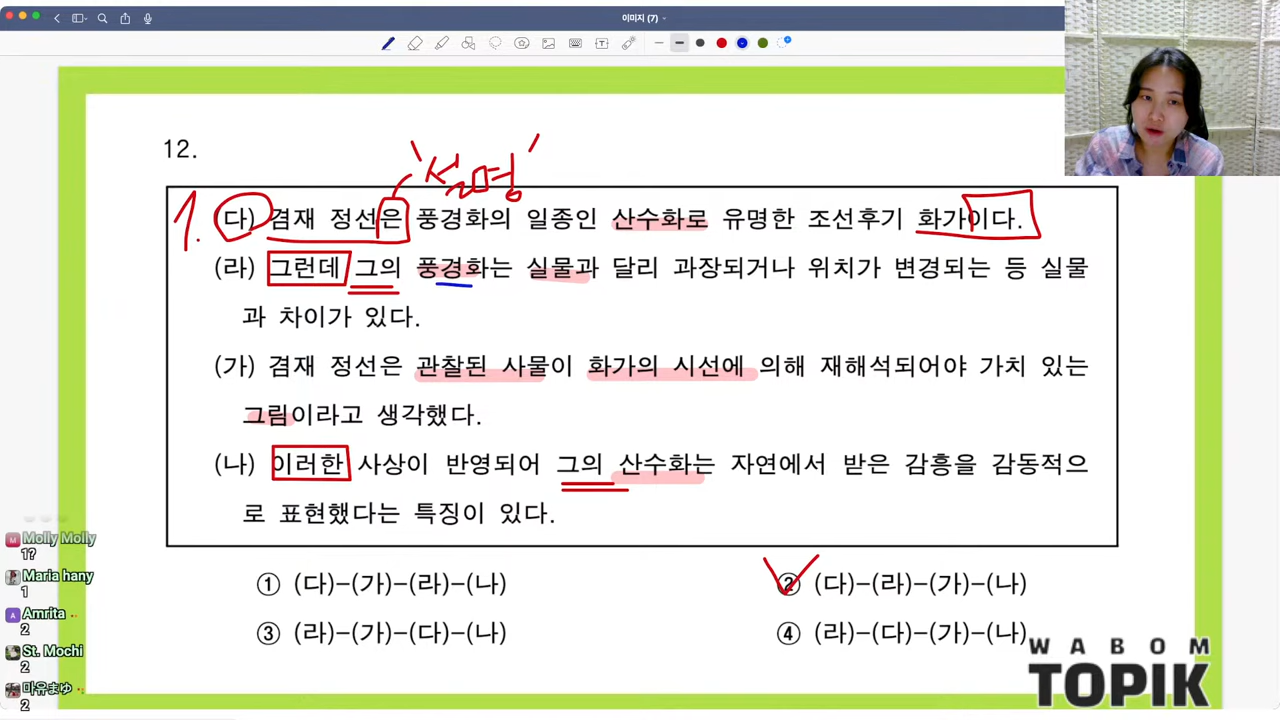 이미지 (7)
12.
'설명'
1. (다) 겸재 정선은 풍경화의 일종인 산수화로 유명한 조선후기 화가이다.
(라) 그런데 그의 풍경화는 실물과 달리 과장되거나 위치가 변경되는 등 실물
과 차이가 있다.
(가) 겸재 정선은 관찰된 사물이 화가의 시선에 의해 재해석되어야 가치 있는
그림이라고 생각했다.
(나) 이러한 사상이 반영되어 그의 산수화는 자연에서 받은 감흥을 감동적으
로 표현했다는 특징이 있다.
① (다)-(가)-(라)-(나)
② (다)-(라)-(가)-(나)
③ (라)-(가)-(다)-(나)
④ (라)-(다)-(가)-(나)
Molly Molly
1?
Maria hany
1
Amrita
2
St. Mochi
2
마유まゆ
2
WABOM
TOPIK